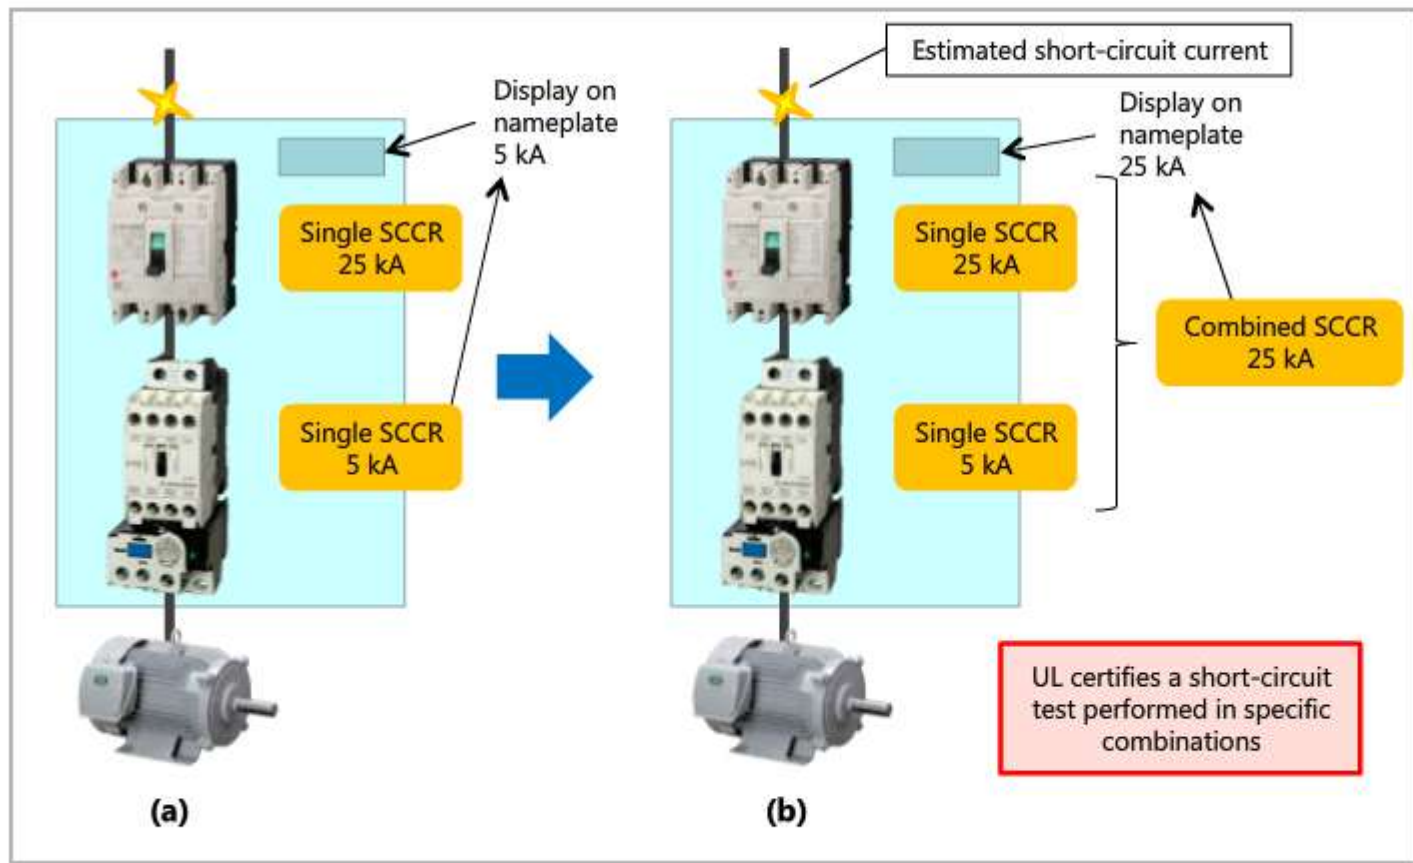 Estimated short-circuit current
Display on
nameplate
5 kA
Single SCCR
25 kA
Single SCCR
5 kA
(a)
Display on
nameplate
25 kA
Single SCCR
25 kA
Single SCCR
5 kA
Combined SCCR
25 kA
UL certifies a short-circuit
test performed in specific
combinations
(b)